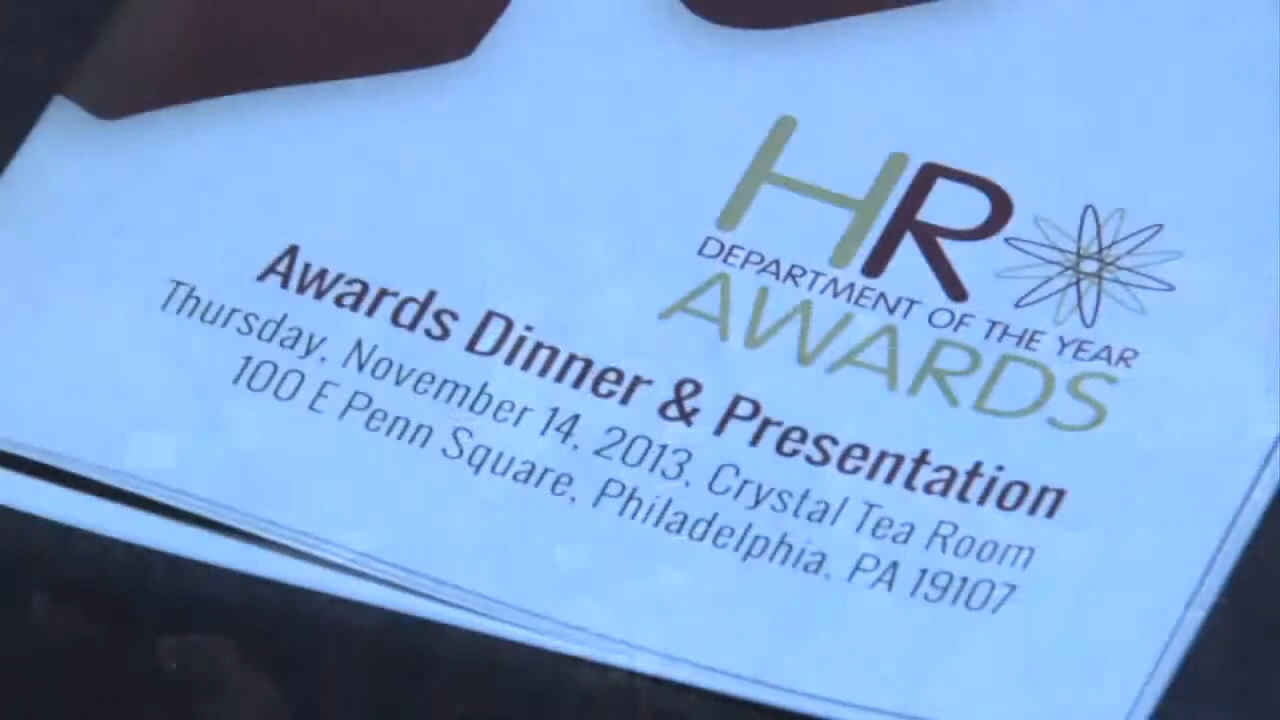 HR
DEPARTMENT OF THE YEAR
AWARDS
Awards Dinner & Presentation
Thursday, November 14, 2013, Crystal Tea Room
100 E Penn Square, Philadelphia, PA 19107